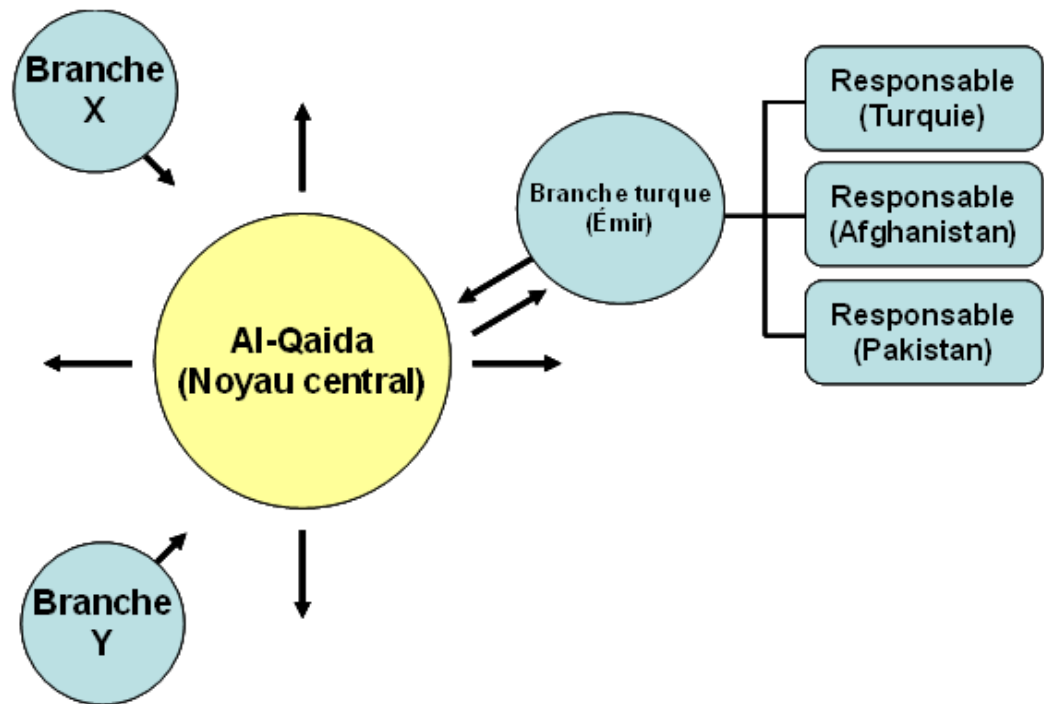 Branche
X
Responsable
(Turquie)
Branche turque
(Émir)
Responsable
(Afghanistan)
Responsable
(Pakistan)
Al-Qaida
(Noyau central)
Branche
Y